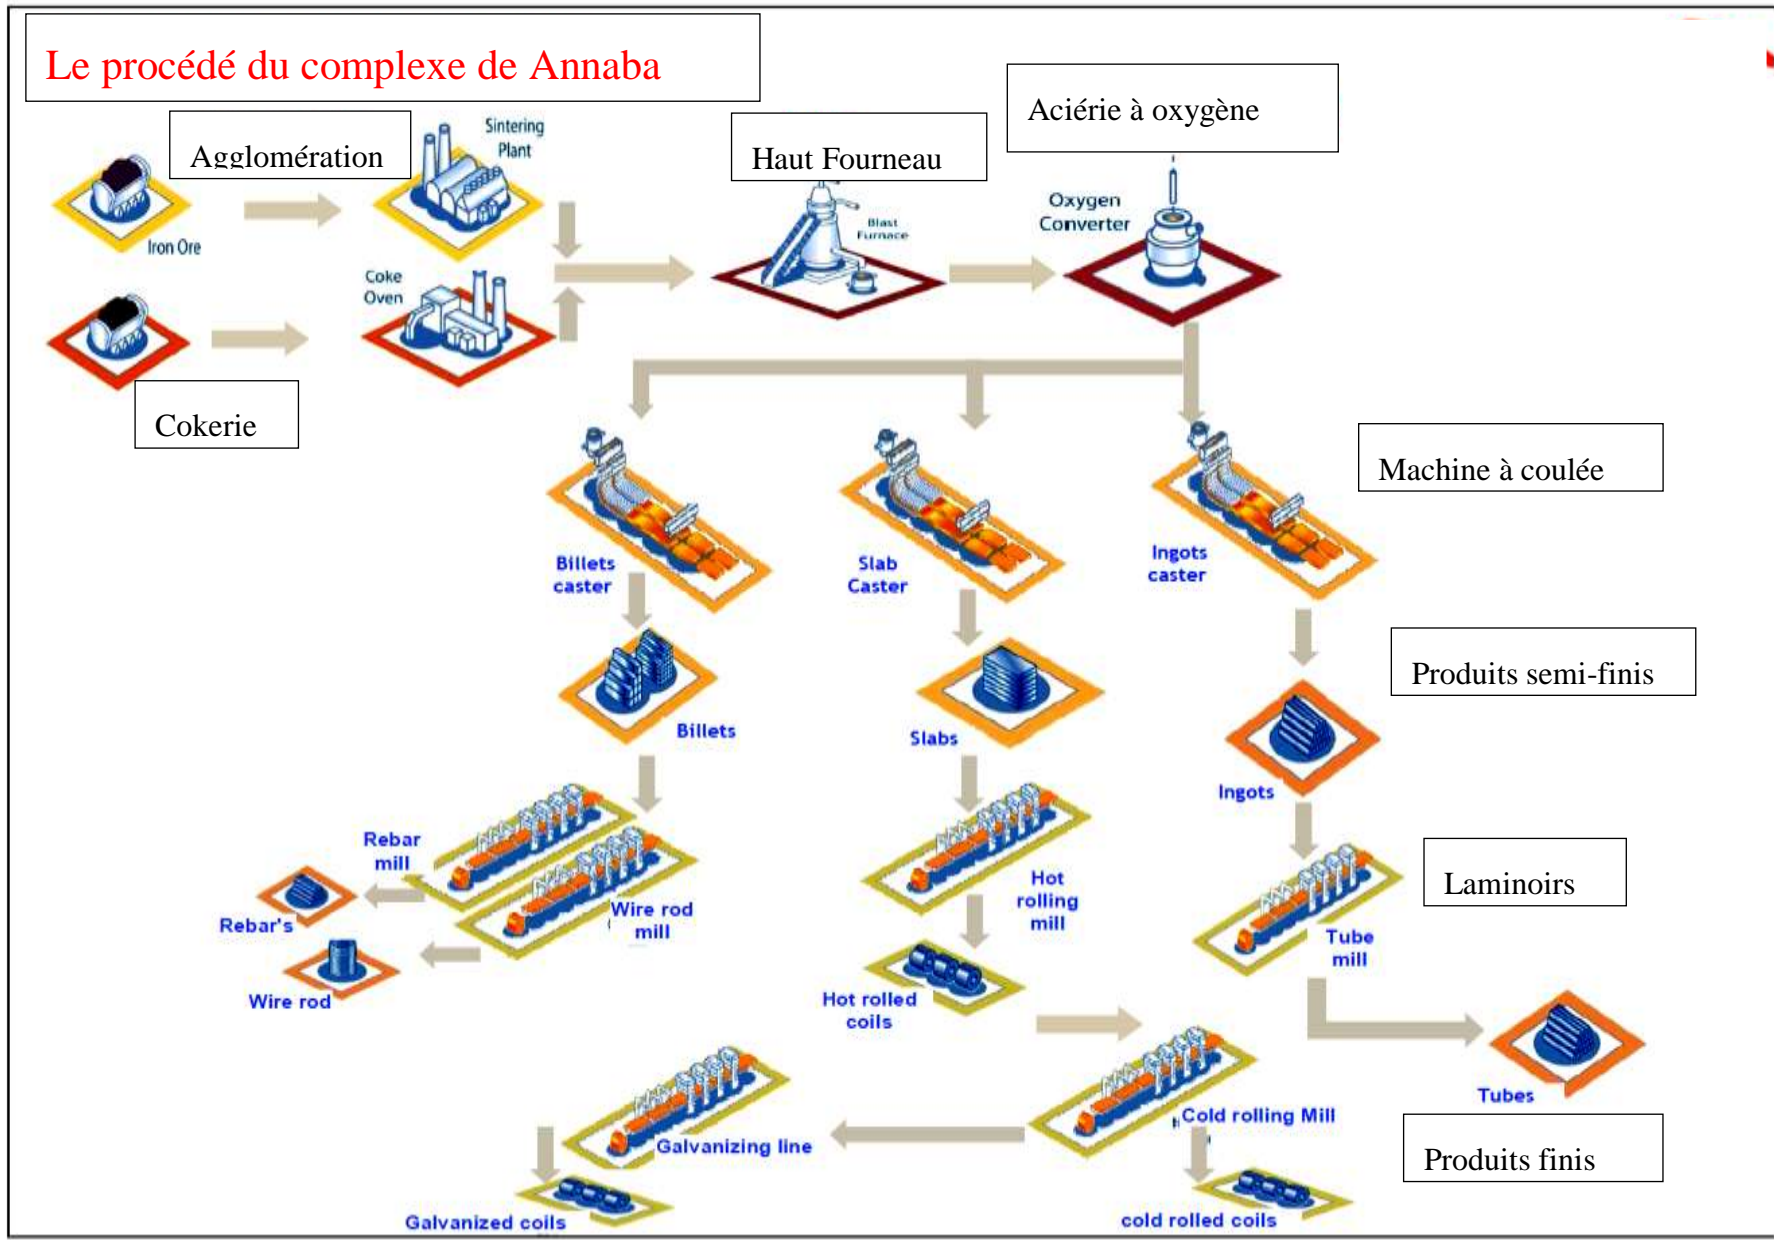 Le procédé du complexe de Annaba
Agglomération
Sintering
Plant
Haut Fourneau
Aciérie à oxygène
Iron Ore
Blast
Furnace
Oxygen
Converter
Coke
Oven
Cokerie
Machine à coulée
Billets
caster
Slab
Caster
Ingots
caster
Produits semi-finis
Billets
Slabs
Ingots
Rebar
mill
Wire rod
mill
Hot
rolling
mill
Laminoirs
Tube
mill
Rebar's
Wire rod
Hot rolled
coils
Tubes
Cold rolling Mill
Galvanizing line
Produits finis
Galvanized coils
cold rolled coils